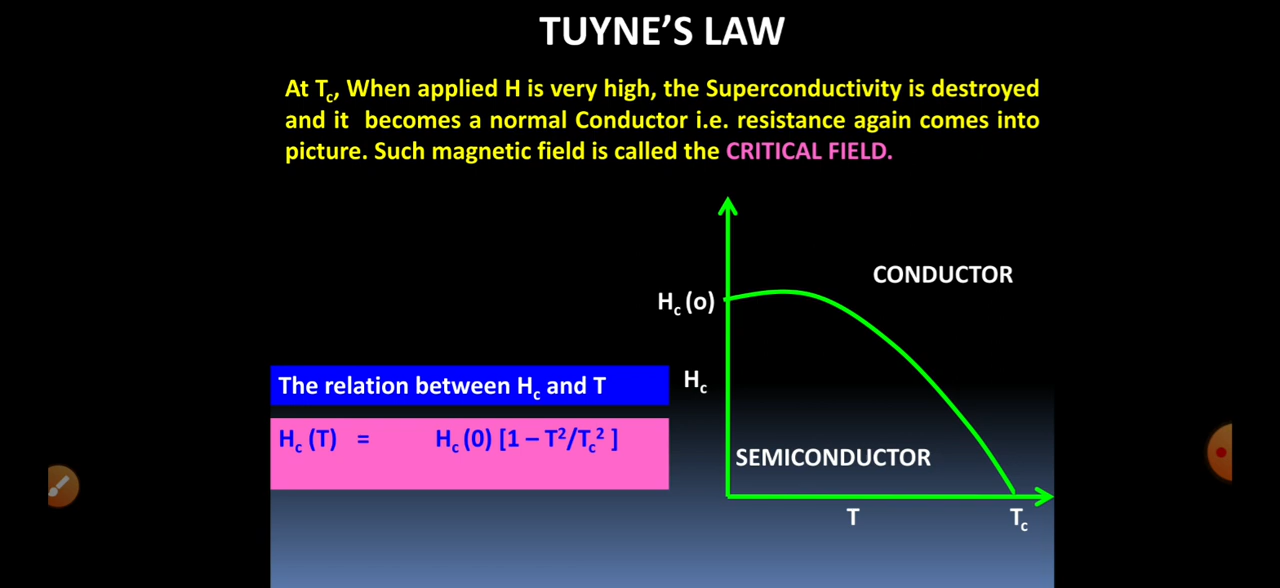 TUYNE'S LAW
At Tc, When applied H is very high, the Superconductivity is destroyed
and it becomes a normal Conductor i.e. resistance again comes into
picture. Such magnetic field is called the CRITICAL FIELD.
CONDUCTOR
Hc (o)
The relation between Hc and T
Hc
Hc (T) = Hc (0) [1 – T²/Tc² ]
SEMICONDUCTOR
T
Tc